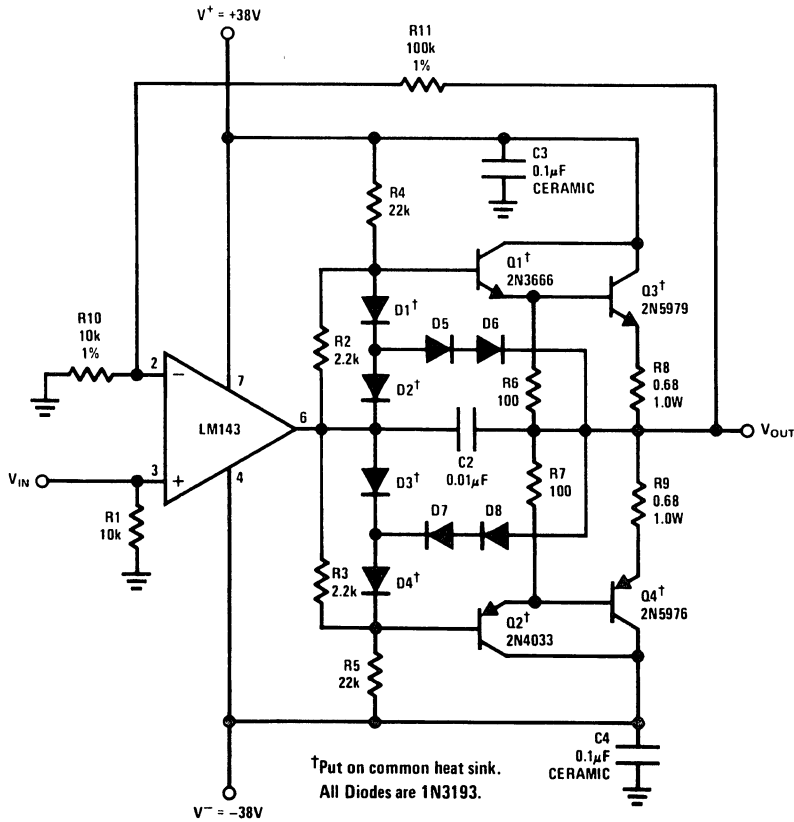 V⁺ = +38V
R11
100k
1%
C3
0.1μF
CERAMIC
R4
22k
Q1†
2N3666
Q3†
2N5979
D1†
R10
10k
1%
R2
2.2k
D5
D6
R8
0.68
1.0W
2
7
D2†
R6
100
LM143
6
VOUT
3
4
VIN
C2
0.01μF
R7
100
R9
0.68
1.0W
R1
10k
D3†
D7
D8
R3
2.2k
D4†
Q4†
2N5976
Q2†
2N4033
R5
22k
C4
0.1μF
CERAMIC
†Put on common heat sink.
All Diodes are 1N3193.
V⁻ = −38V